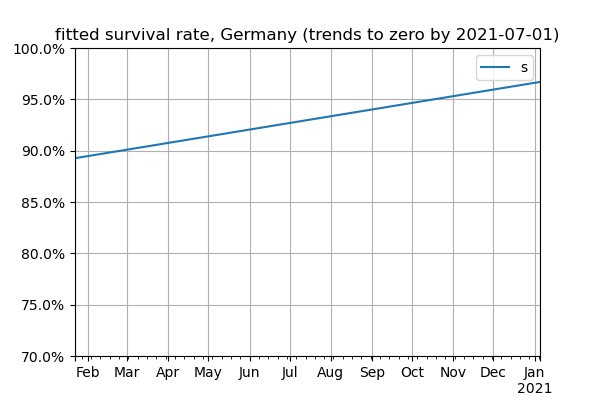 fitted survival rate, Germany (trends to zero by 2021-07-01)
100.0%
95.0%
90.0%
85.0%
80.0%
75.0%
70.0%
s
Feb Mar Apr May Jun Jul Aug Sep Oct Nov Dec Jan
2021